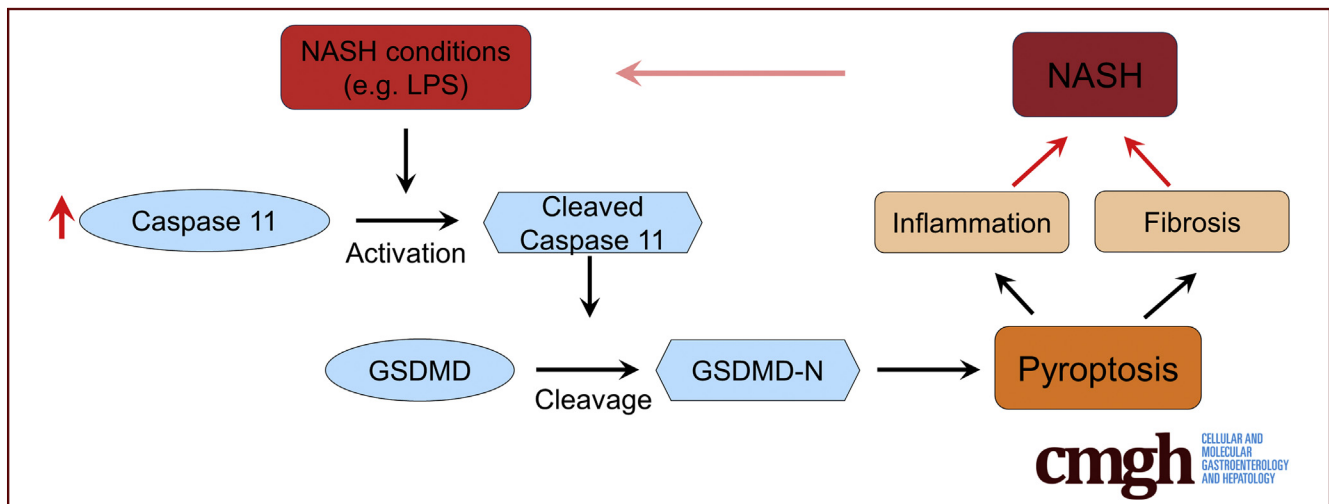 NASH conditions
(e.g. LPS)
NASH
Caspase 11
Activation
Cleaved
Caspase 11
Inflammation
Fibrosis
GSDMD
Cleavage
GSDMD-N
Pyroptosis
cmgh
CELLULAR AND
MOLECULAR
GASTROENTEROLOGY
AND HEPATOLOGY